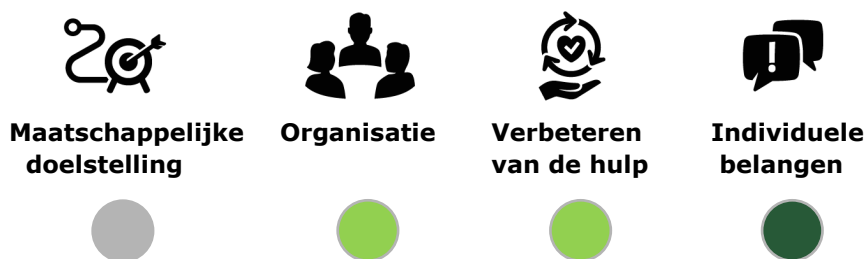 Maatschappelijke doelstelling
Organisatie
Verbeteren van de hulp
Individuele belangen
!